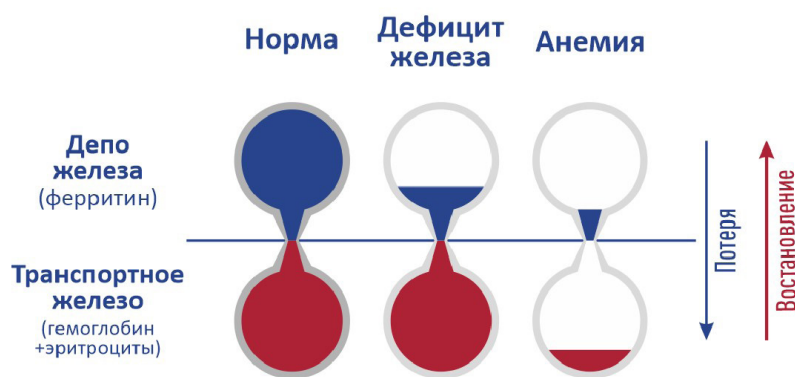 Норма
Дефицит
железа
Анемия
Депо
железа
(ферритин)
Транспортное
железо
(гемоглобин
+эритроциты)
Потеря
Востановление